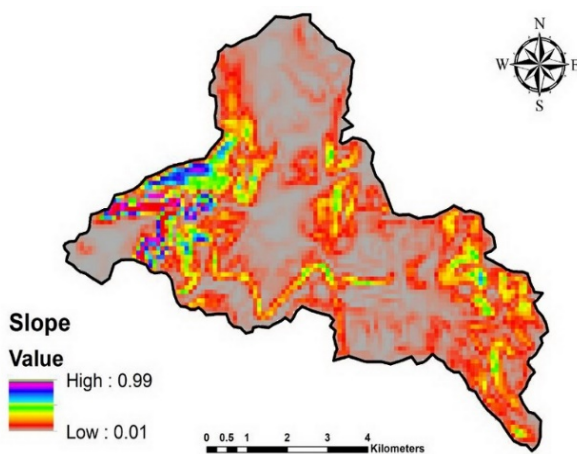 N
W E
S
Slope
Value
High : 0.99
Low : 0.01
0 0.5 1 2 3 4
Kilometers